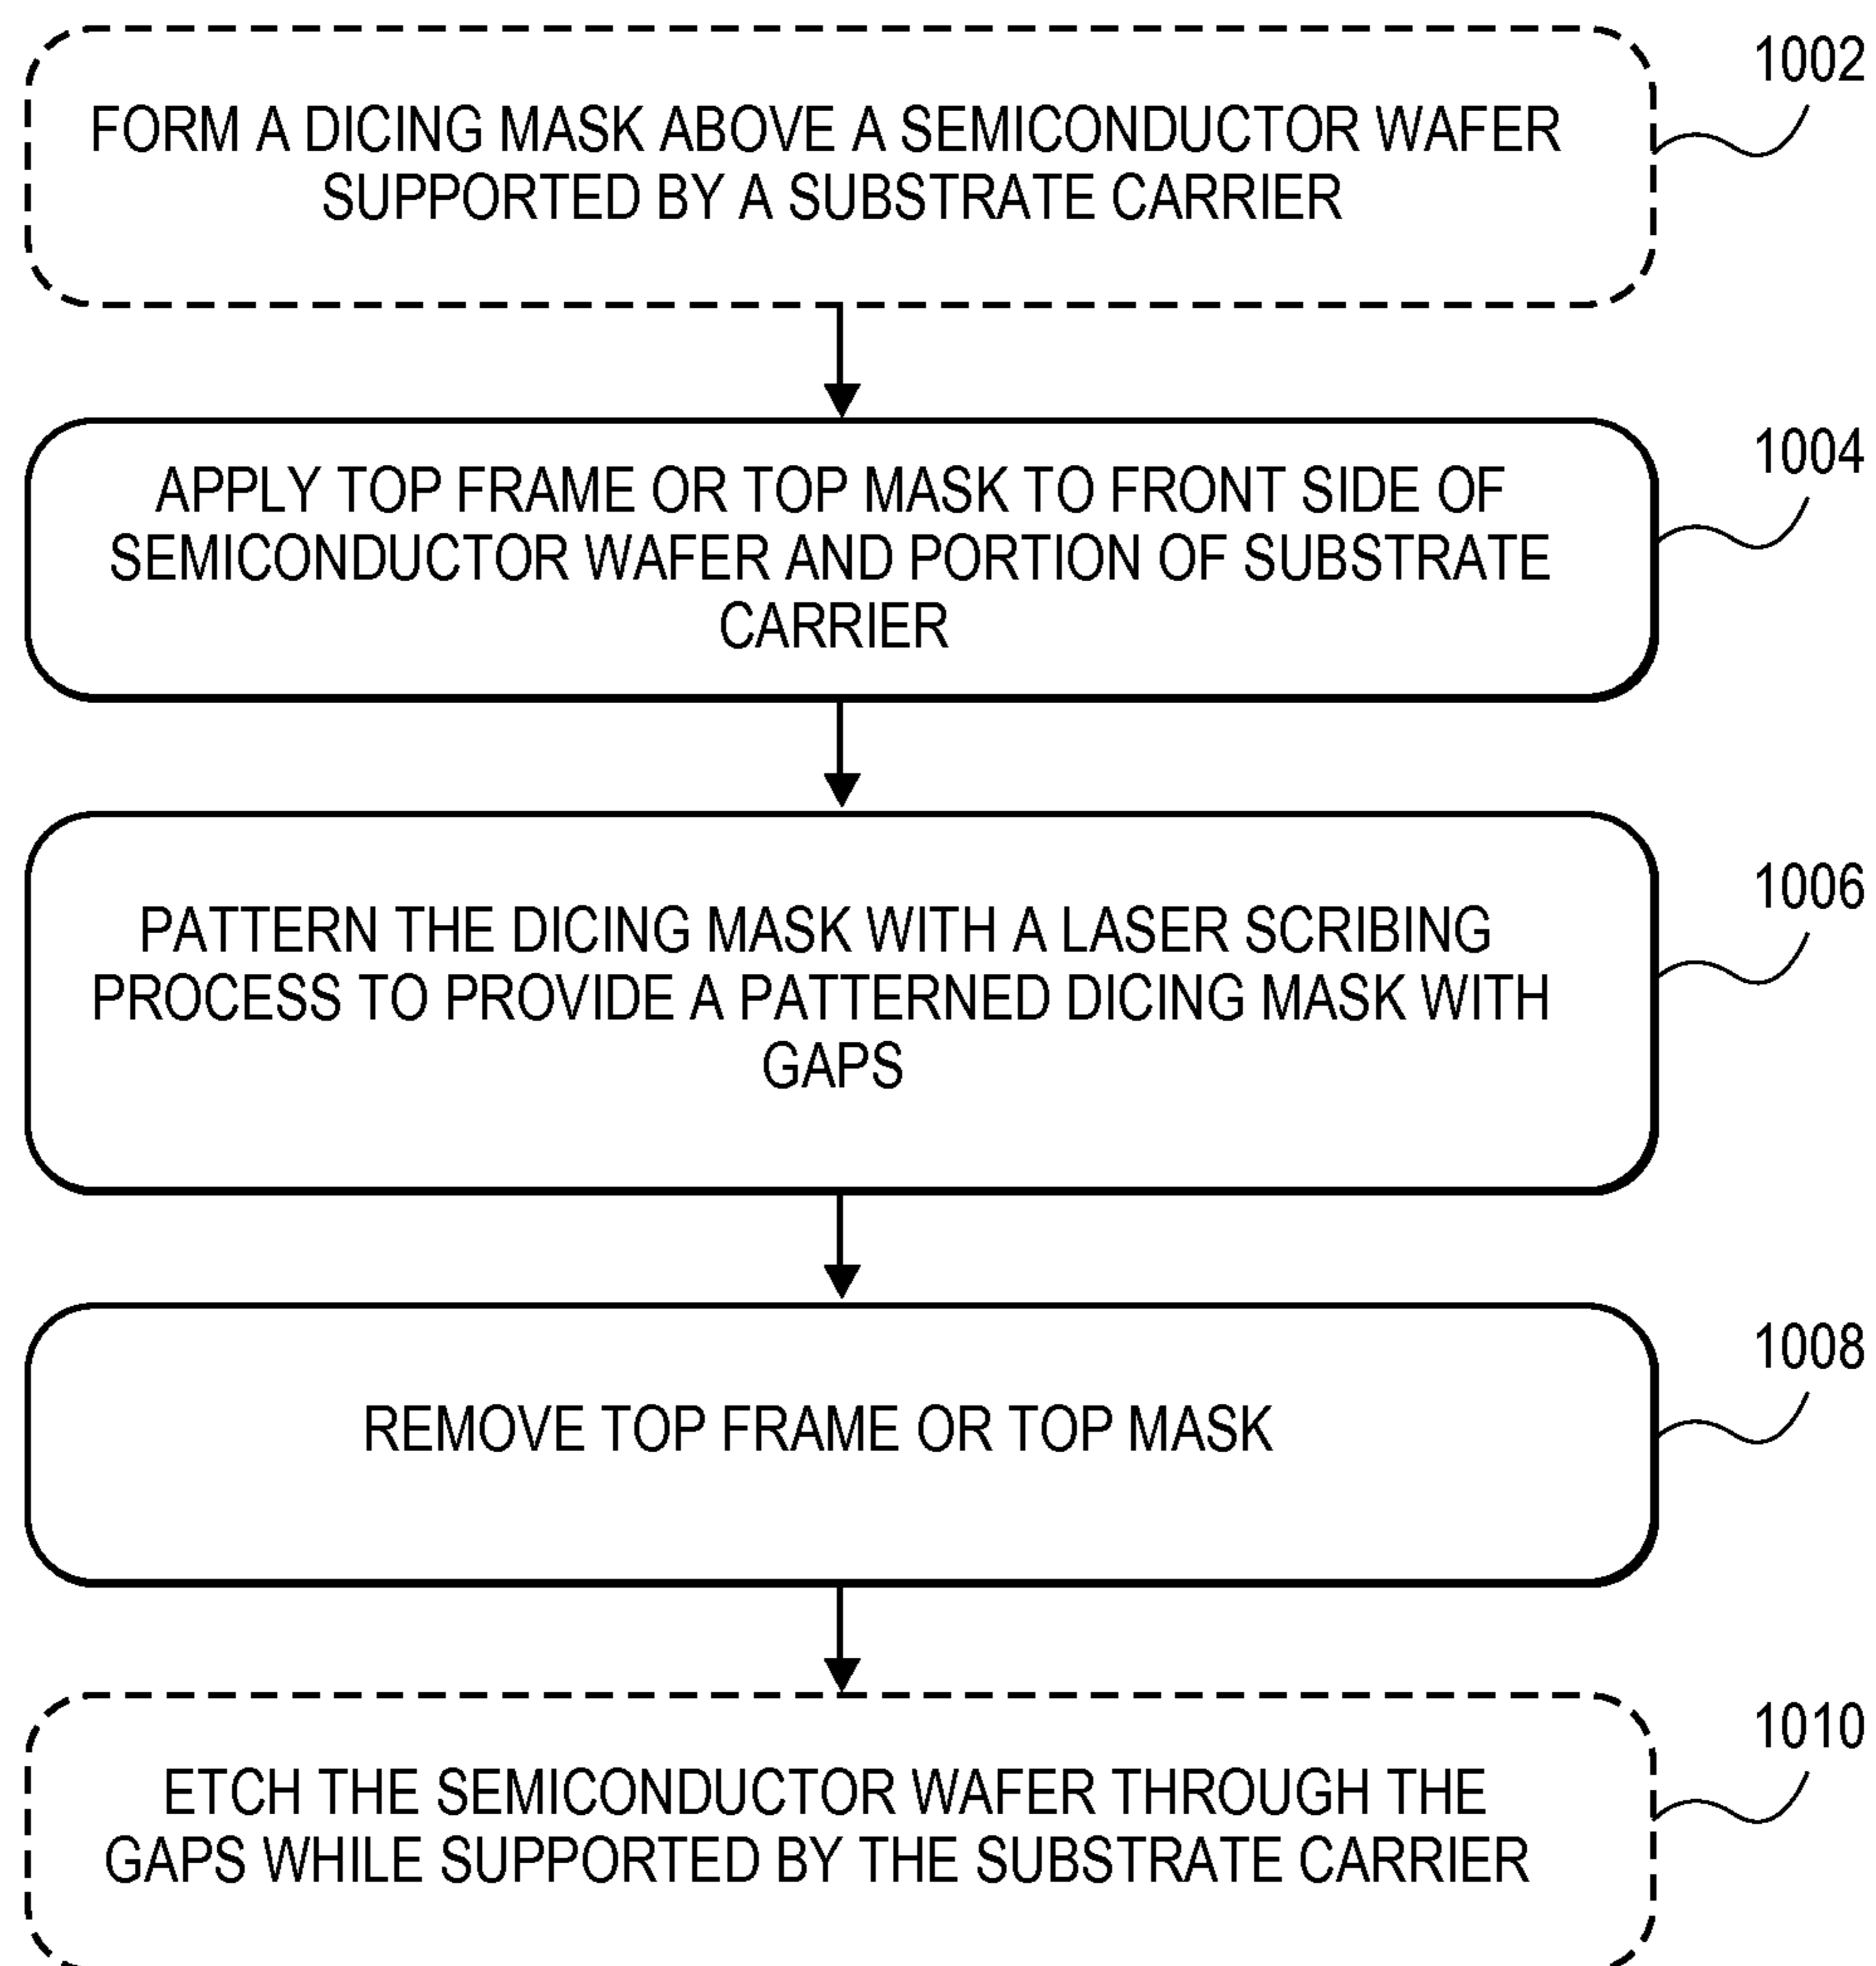 1002
FORM A DICING MASK ABOVE A SEMICONDUCTOR WAFER
SUPPORTED BY A SUBSTRATE CARRIER
1004
APPLY TOP FRAME OR TOP MASK TO FRONT SIDE OF
SEMICONDUCTOR WAFER AND PORTION OF SUBSTRATE
CARRIER
1006
PATTERN THE DICING MASK WITH A LASER SCRIBING
PROCESS TO PROVIDE A PATTERNED DICING MASK WITH
GAPS
1008
REMOVE TOP FRAME OR TOP MASK
1010
ETCH THE SEMICONDUCTOR WAFER THROUGH THE
GAPS WHILE SUPPORTED BY THE SUBSTRATE CARRIER